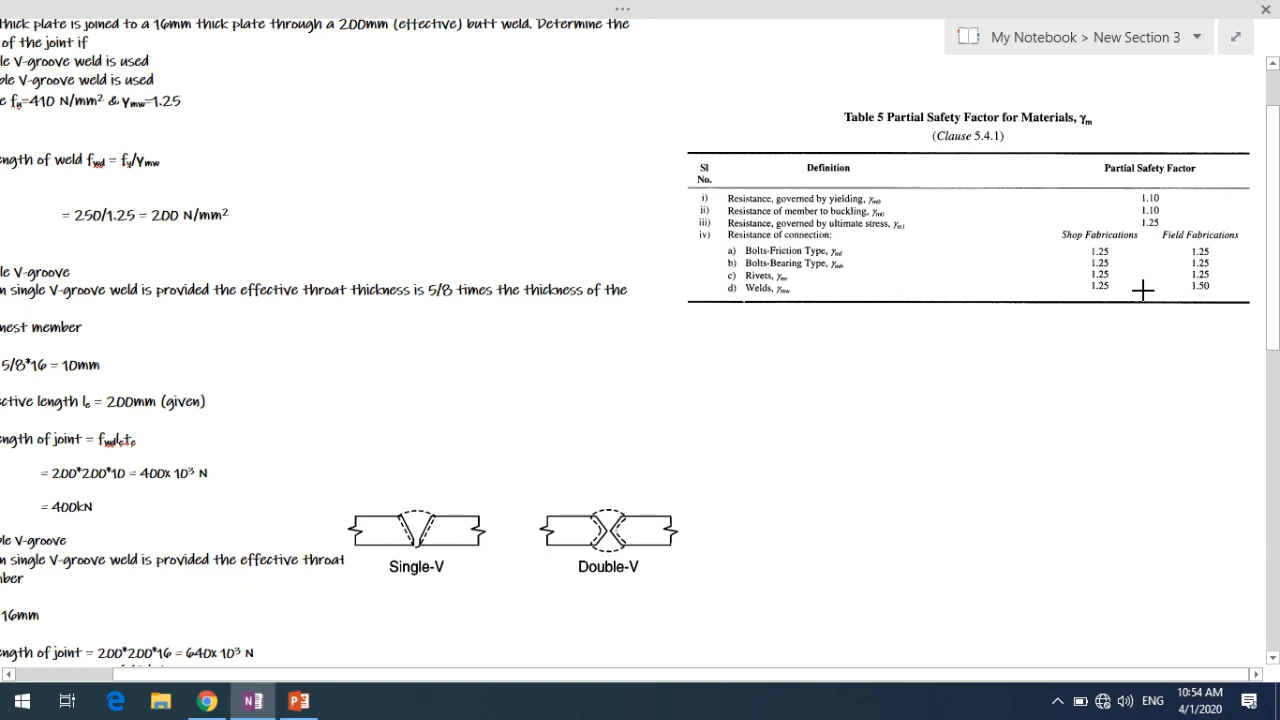 My Notebook > New Section 3
thick plate is joined to a 16mm thick plate through a 200mm (effective) butt weld. Determine the
of the joint if
le V-groove weld is used
le V-groove weld is used
e fu=410 N/mm² & γmw=1.25
ength of weld fwd = fy/γmw
= 250/1.25 = 200 N/mm²
le V-groove
n single V-groove weld is provided the effective throat thickness is 5/8 times the thickness of the
nest member
5/8*16 = 10mm
ctive length le = 200mm (given)
ength of joint = fwdlete
= 200*200*10 = 400x 10³ N
= 400kN
le V-groove
n single V-groove weld is provided the effective throat
ber
16mm
ength of joint = 200*200*16 = 640x 10³ N
Single-V Double-V
Table 5 Partial Safety Factor for Materials, γm
(Clause 5.4.1)
Sl No. Definition Partial Safety Factor
i) Resistance, governed by yielding, γm0 1.10
ii) Resistance of member to buckling, γm0 1.10
iii) Resistance, governed by ultimate stress, γm1 1.25
iv) Resistance of connection: Shop Fabrications Field Fabrications
a) Bolts-Friction Type, γmf 1.25 1.25
b) Bolts-Bearing Type, γmb 1.25 1.25
c) Rivets, γmr 1.25 1.25
d) Welds, γmw 1.25 1.50
ENG
10:54 AM
4/1/2020